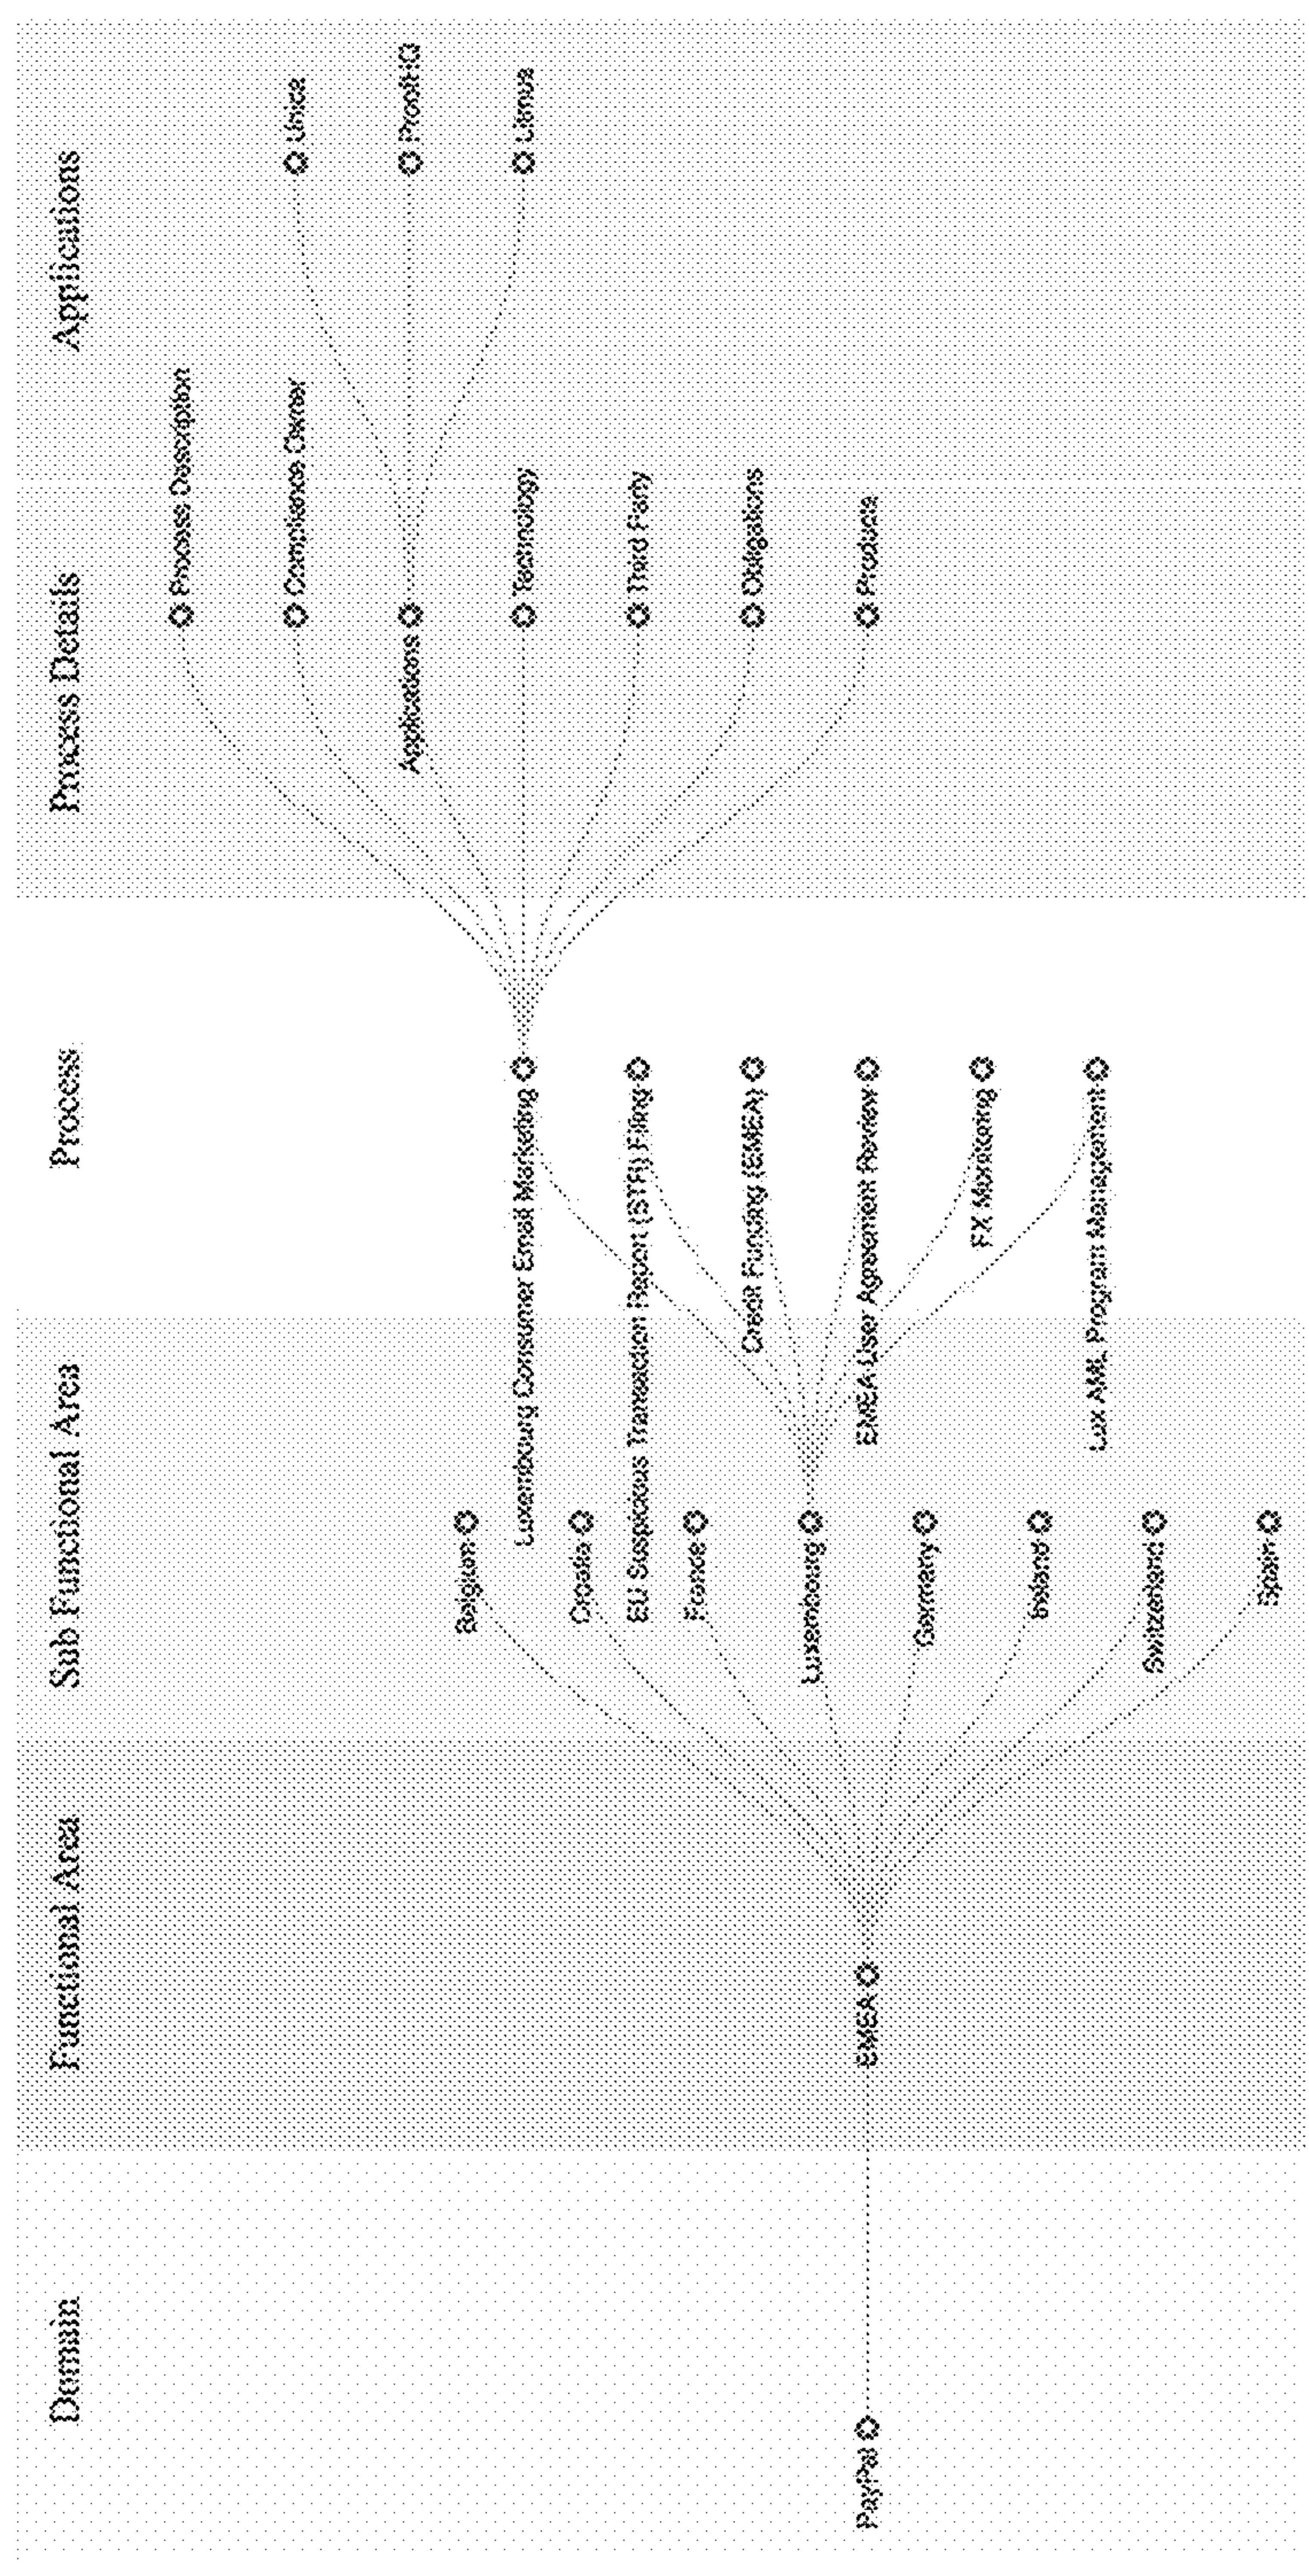 Domain
Functional Area
Sub Functional Area
Process
Process Details
Applications
PayPal
EMEA
Belgium
Croatia
France
Luxembourg
Germany
Ireland
Switzerland
Spain
Luxembourg Consumer Email Marketing
EU Suspicious Transaction Report (STR) Filing
Credit Funding (EMEA)
EMEA User Agreement Review
FX Monitoring
Lux AML Program Management
Process Description
Compliance Owner
Applications
Technology
Third Party
Obligations
Products
Unica
ProofHQ
Litmus